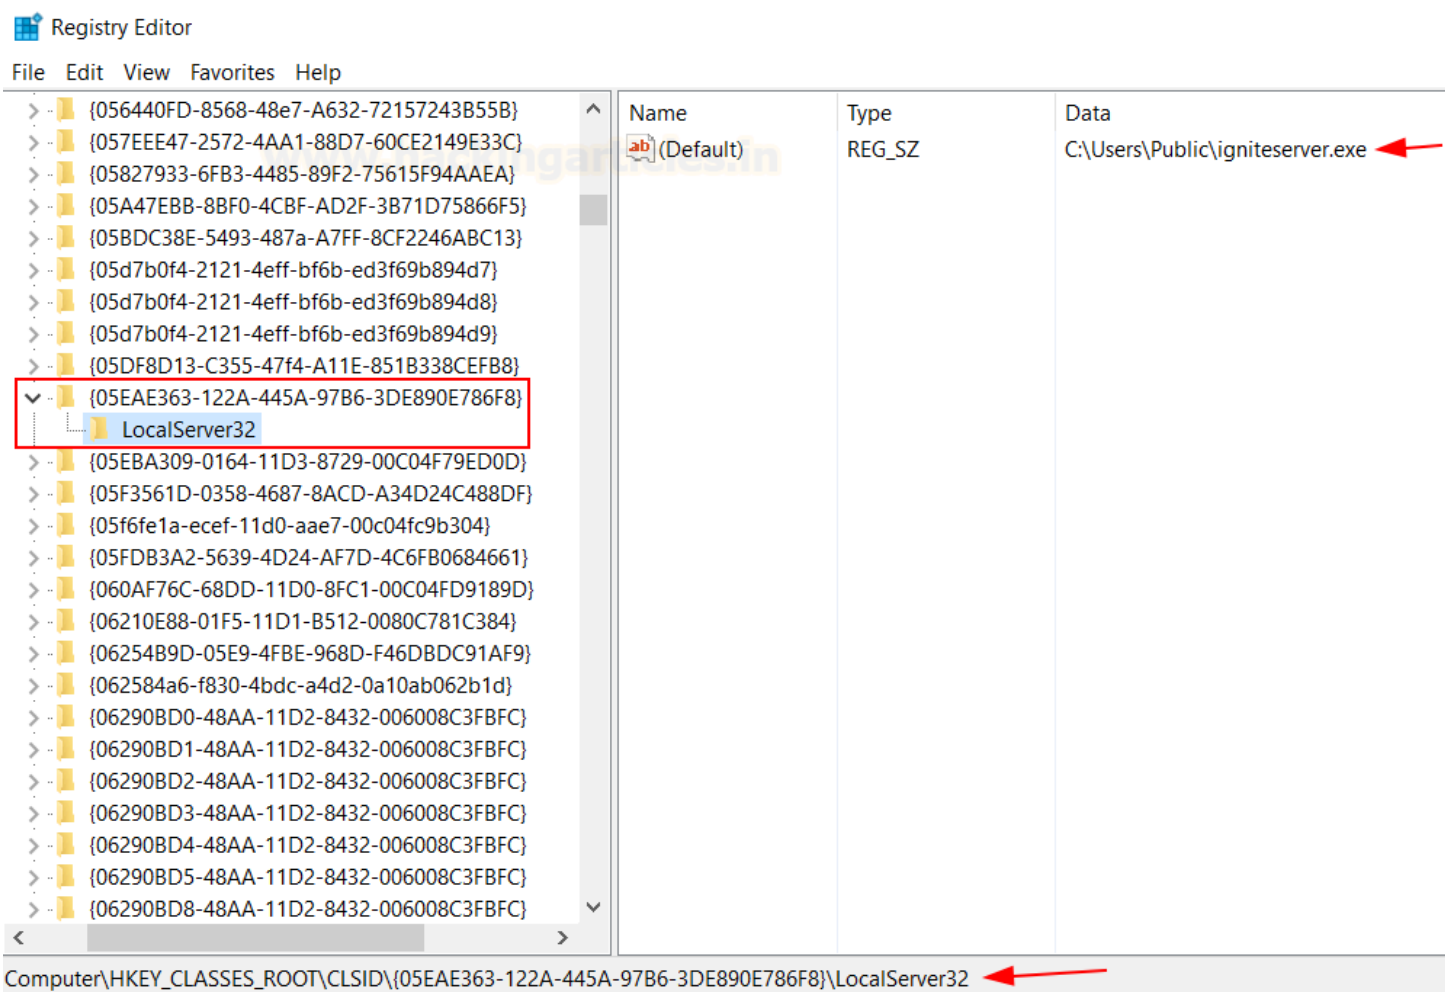 Registry Editor
File Edit View Favorites Help
{056440FD-8568-48e7-A632-72157243B55B}
{057EEE47-2572-4AA1-88D7-60CE2149E33C}
{05827933-6FB3-4485-89F2-75615F94AAEA}
{05A47EBB-8BF0-4CBF-AD2F-3B71D75866F5}
{05BDC38E-5493-487a-A7FF-8CF2246ABC13}
{05d7b0f4-2121-4eff-bf6b-ed3f69b894d7}
{05d7b0f4-2121-4eff-bf6b-ed3f69b894d8}
{05d7b0f4-2121-4eff-bf6b-ed3f69b894d9}
{05DF8D13-C355-47f4-A11E-851B338CEFB8}
{05EAE363-122A-445A-97B6-3DE890E786F8}
LocalServer32
{05EBA309-0164-11D3-8729-00C04F79ED0D}
{05F3561D-0358-4687-8ACD-A34D24C488DF}
{05f6fe1a-ecef-11d0-aae7-00c04fc9b304}
{05FDB3A2-5639-4D24-AF7D-4C6FB0684661}
{060AF76C-68DD-11D0-8FC1-00C04FD9189D}
{06210E88-01F5-11D1-B512-0080C781C384}
{06254B9D-05E9-4FBE-968D-F46DBDC91AF9}
{062584a6-f830-4bdc-a4d2-0a10ab062b1d}
{06290BD0-48AA-11D2-8432-006008C3FBFC}
{06290BD1-48AA-11D2-8432-006008C3FBFC}
{06290BD2-48AA-11D2-8432-006008C3FBFC}
{06290BD3-48AA-11D2-8432-006008C3FBFC}
{06290BD4-48AA-11D2-8432-006008C3FBFC}
{06290BD5-48AA-11D2-8432-006008C3FBFC}
{06290BD8-48AA-11D2-8432-006008C3FBFC}
Name Type Data
ab (Default) REG_SZ C:\Users\Public\igniteserver.exe
www.hackingarticles.in
Computer\HKEY_CLASSES_ROOT\CLSID\{05EAE363-122A-445A-97B6-3DE890E786F8}\LocalServer32